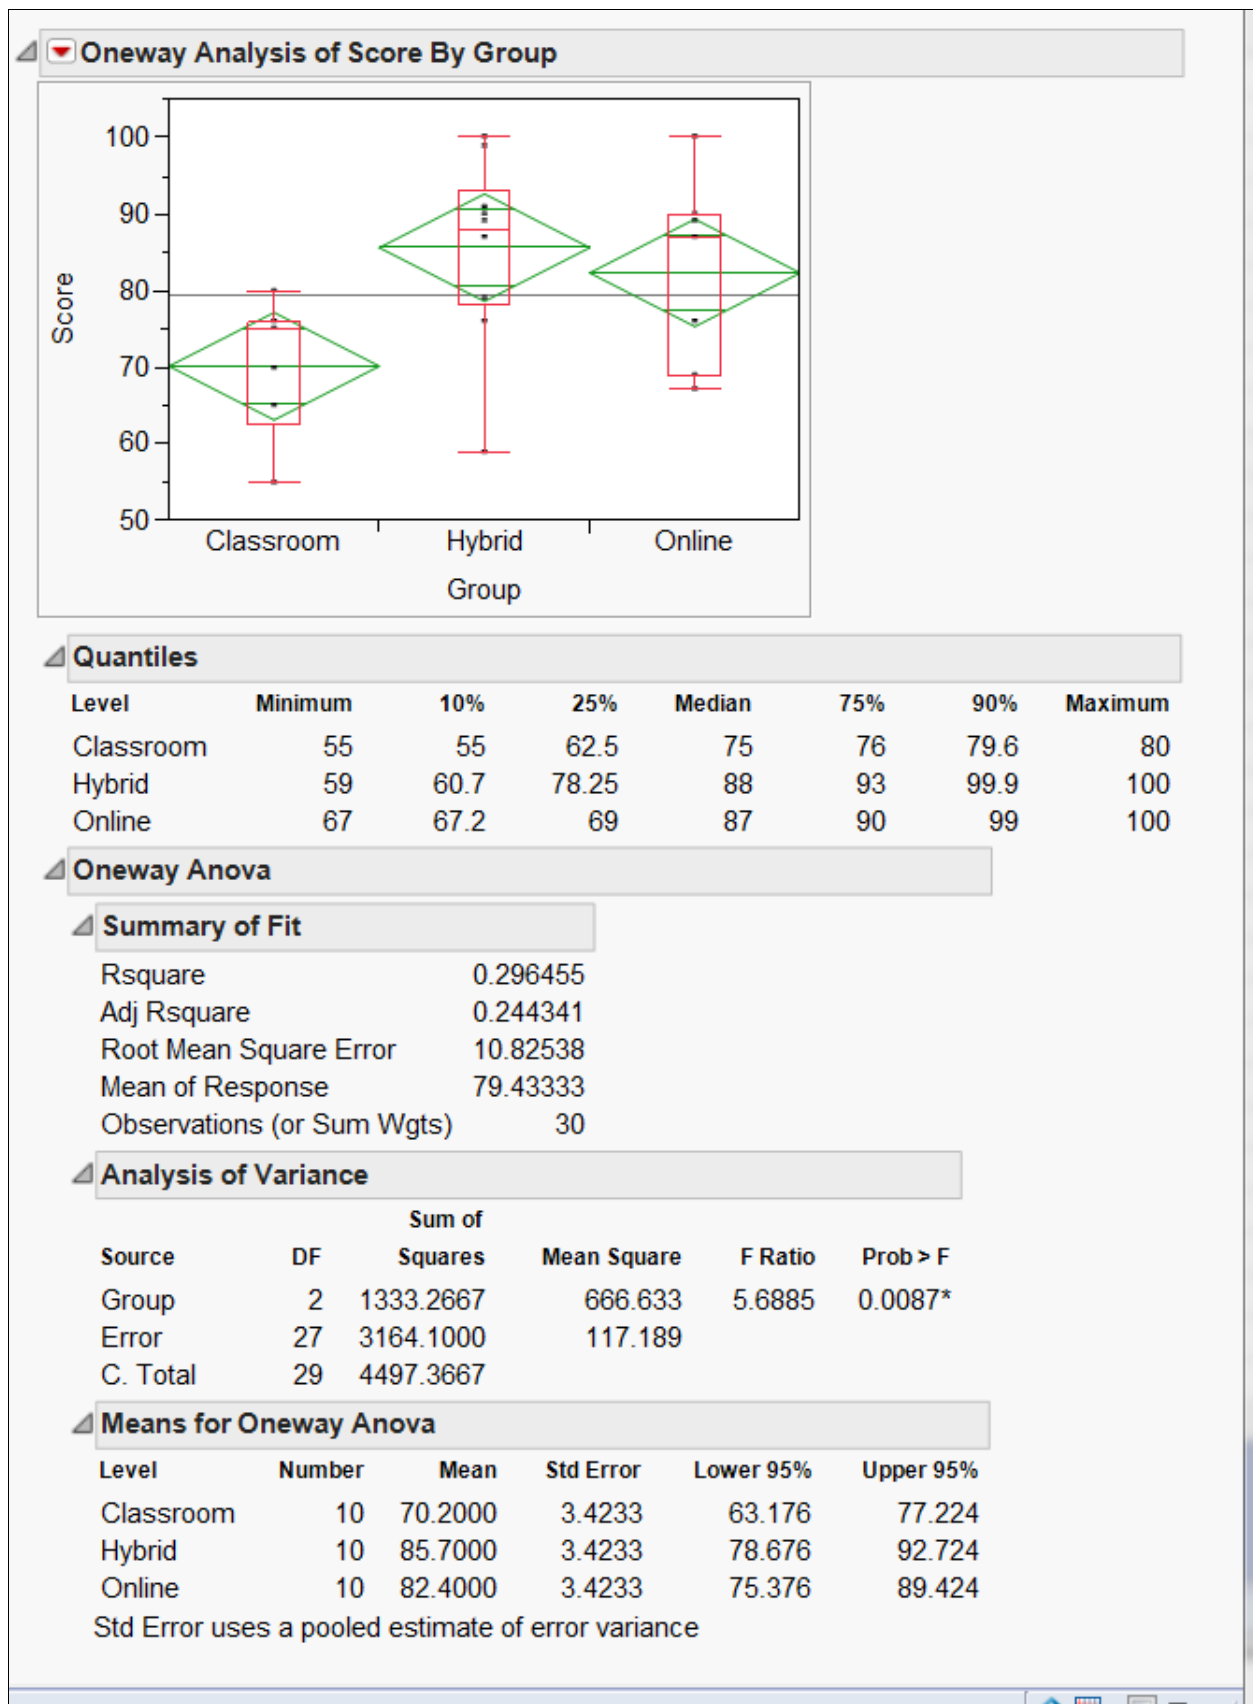 Oneway Analysis of Score By Group
100
90
80
70
60
50
Score
Classroom Hybrid Online
Group
Quantiles
Level Minimum 10% 25% Median 75% 90% Maximum
Classroom 55 55 62.5 75 76 79.6 80
Hybrid 59 60.7 78.25 88 93 99.9 100
Online 67 67.2 69 87 90 99 100
Oneway Anova
Summary of Fit
Rsquare 0.296455
Adj Rsquare 0.244341
Root Mean Square Error 10.82538
Mean of Response 79.43333
Observations (or Sum Wgts) 30
Analysis of Variance
Sum of
Source DF Squares Mean Square F Ratio Prob > F
Group 2 1333.2667 666.633 5.6885 0.0087*
Error 27 3164.1000 117.189
C. Total 29 4497.3667
Means for Oneway Anova
Level Number Mean Std Error Lower 95% Upper 95%
Classroom 10 70.2000 3.4233 63.176 77.224
Hybrid 10 85.7000 3.4233 78.676 92.724
Online 10 82.4000 3.4233 75.376 89.424
Std Error uses a pooled estimate of error variance